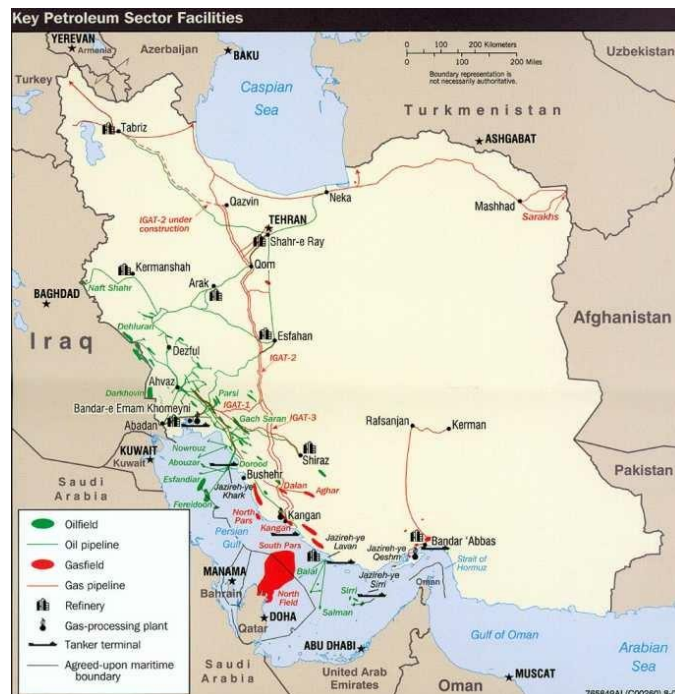 Key Petroleum Sector Facilities
YEREVAN
Armenia
Azerbaijan
BAKU
Turkey
Caspian
Sea
0 100 200 Kilometers
0 100 200 Miles
Boundary representation is
not necessarily authoritative.
Uzbekistan
Turkmenistan
ASHGABAT
Tabriz
Qazvin
IGAT-2 under
construction
TEHRAN
Shahr-e Ray
Neka
Mashhad
Sarakhs
Kermanshah
Qom
Naft Shahr
Arak
BAGHDAD
Iraq
Afghanistan
Dehluran
Dezful
Esfahan
IGAT-2
Darkhovin
Ahvaz
Parsi
Bandar-e Emam Khomeyni
IGAT-1
Gach Saran
IGAT-3
Abadan
Rafsanjan
Kerman
KUWAIT
Kuwait
Nowrouz
Abouzar
Dorood
Shiraz
Esfandiar
Jazireh-ye
Khark
Bushehr
Dalan
Aghar
Pakistan
Saudi
Arabia
Fereidoon
North
Pars
Kangan
Kangan
Persian
Gulf
South Pars
Jazireh-ye
Lavan
Jazireh-ye
Qeshm
Bandar 'Abbas
Balal
Jazireh-ye
Sirri
Strait of
Hormuz
MANAMA
Bahrain
North
Field
Sirri
Salman
Oman
DOHA
Qatar
ABU DHABI
Gulf of Oman
Arabian
Sea
Saudi
Arabia
United Arab
Emirates
Oman
MUSCAT
Oilfield
Oil pipeline
Gasfield
Gas pipeline
Refinery
Gas-processing plant
Tanker terminal
Agreed-upon maritime
boundary